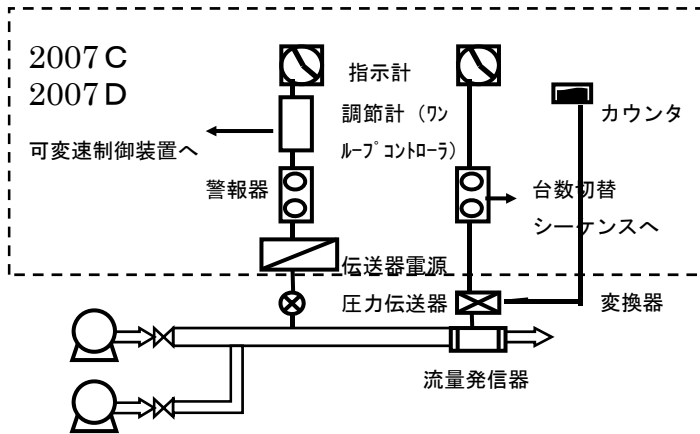 2007C
2007D
指示計
調節計（ワン
ループコントローラ）
カウンタ
可変速制御装置へ
警報器
台数切替
シーケンスへ
伝送器電源
圧力伝送器
変換器
流量発信器